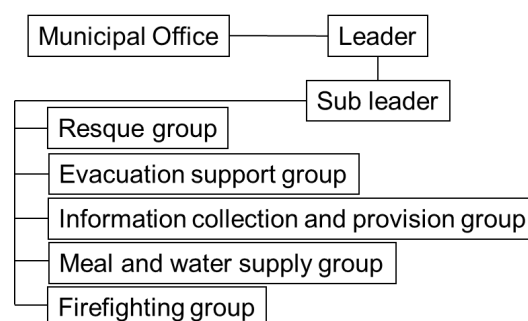 Municipal Office
Leader
Sub leader
Resque group
Evacuation support group
Information collection and provision group
Meal and water supply group
Firefighting group